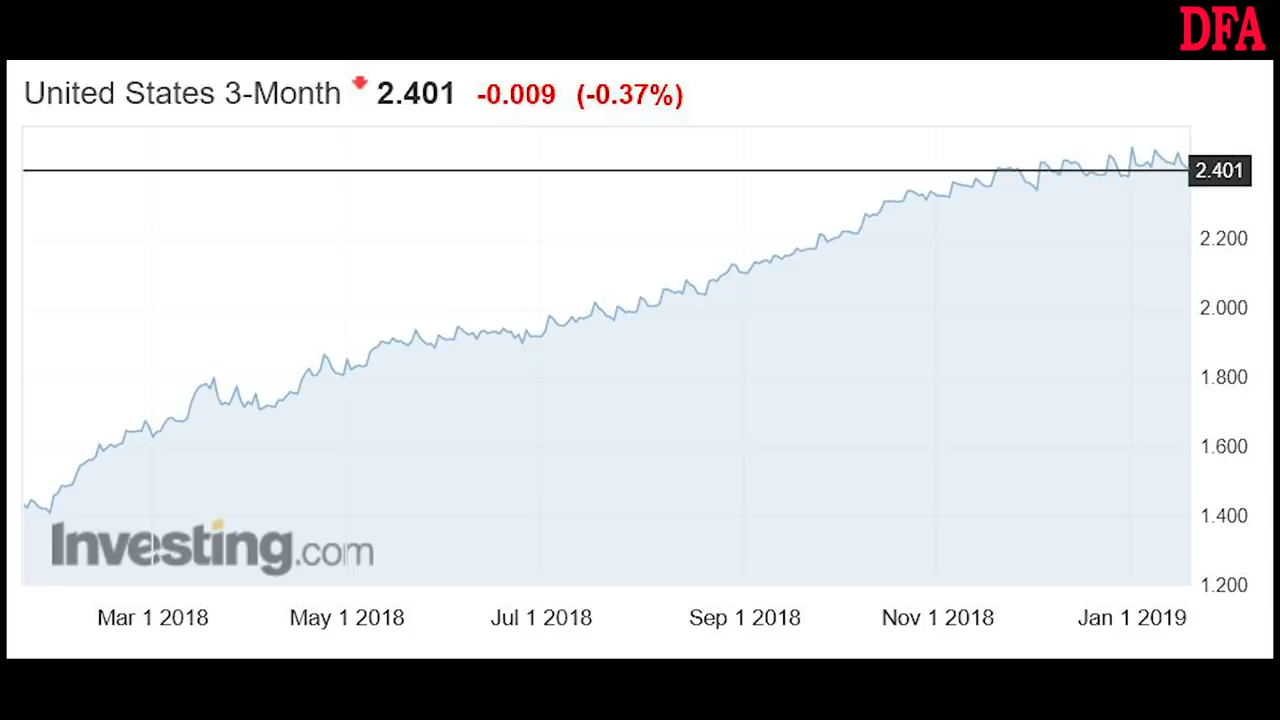 DFA
United States 3-Month 2.401 -0.009 (-0.37%)
2.401
2.200
2.000
1.800
1.600
1.400
1.200
Investing.com
Mar 1 2018 May 1 2018 Jul 1 2018 Sep 1 2018 Nov 1 2018 Jan 1 2019